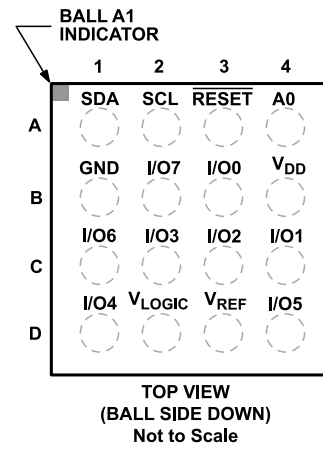 BALL A1
INDICATOR
1 2 3 4
A SDA SCL RESET A0
B GND I/O7 I/O0 VDD
C I/O6 I/O3 I/O2 I/O1
D I/O4 VLOGIC VREF I/O5
TOP VIEW
(BALL SIDE DOWN)
Not to Scale